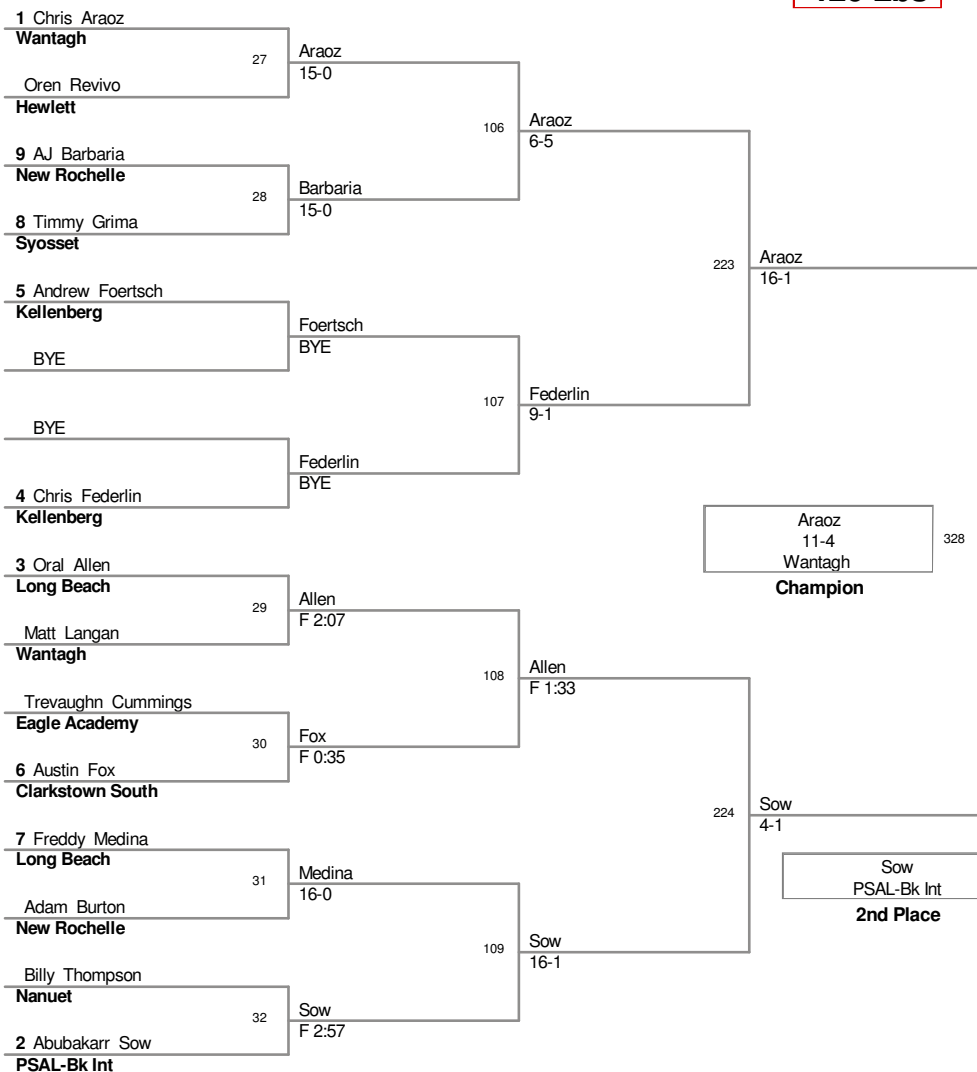 1 Chris Araoz
Wantagh
27
Araoz
15-0
Oren Revivo
Hewlett
106
Araoz
6-5
9 AJ Barbaria
New Rochelle
28
Barbaria
15-0
8 Timmy Grima
Syosset
223
Araoz
16-1
5 Andrew Foertsch
Kellenberg
Foertsch
BYE
BYE
107
Federlin
9-1
BYE
Federlin
BYE
4 Chris Federlin
Kellenberg
Araoz
11-4
Wantagh
328
Champion
3 Oral Allen
Long Beach
29
Allen
F 2:07
Matt Langan
Wantagh
108
Allen
F 1:33
Trevaughn Cummings
Eagle Academy
30
Fox
F 0:35
6 Austin Fox
Clarkstown South
224
Sow
4-1
7 Freddy Medina
Long Beach
31
Medina
16-0
Sow
PSAL-Bk Int
2nd Place
Adam Burton
New Rochelle
109
Sow
16-1
Billy Thompson
Nanuet
32
Sow
F 2:57
2 Abubakarr Sow
PSAL-Bk Int